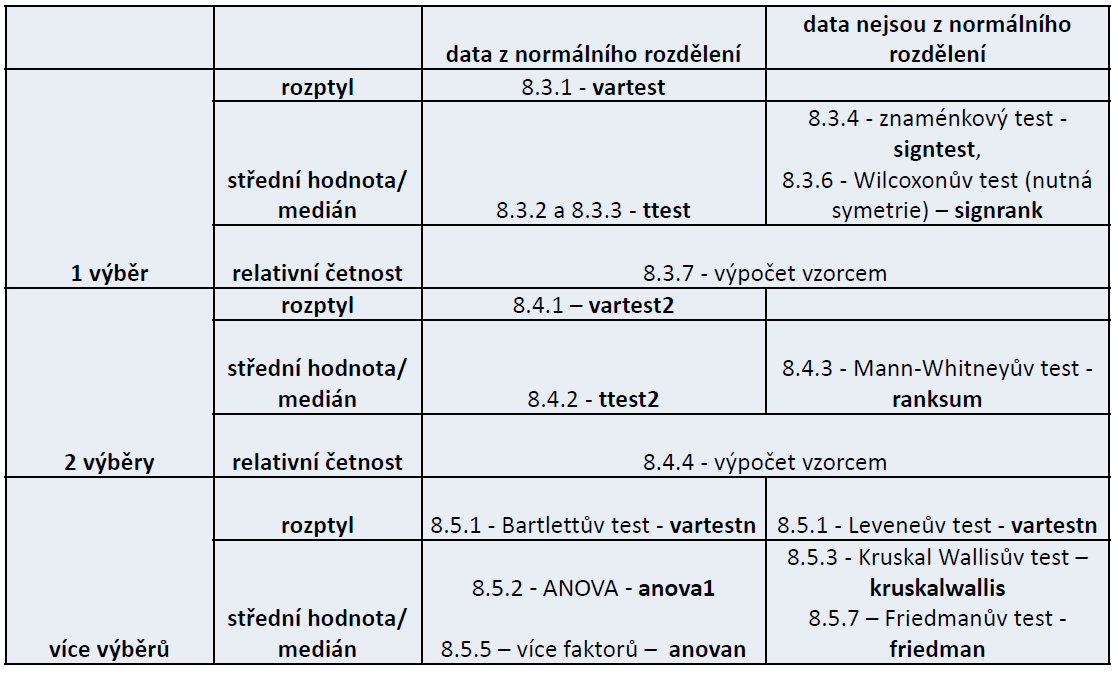 data z normálního rozdělení
data nejsou z normálního
rozdělení
1 výběr
rozptyl
8.3.1 - vartest
střední hodnota/
medián
8.3.2 a 8.3.3 - ttest
8.3.4 - znaménkový test -
signtest,
8.3.6 - Wilcoxonův test (nutná
symetrie) – signrank
relativní četnost
8.3.7 - výpočet vzorcem
2 výběry
rozptyl
8.4.1 – vartest2
střední hodnota/
medián
8.4.2 - ttest2
8.4.3 - Mann-Whitneyův test -
ranksum
relativní četnost
8.4.4 - výpočet vzorcem
více výběrů
rozptyl
8.5.1 - Bartlettův test - vartestn
8.5.1 - Leveneův test - vartestn
střední hodnota/
medián
8.5.2 - ANOVA - anova1
8.5.5 – více faktorů – anovan
8.5.3 - Kruskal Wallisův test –
kruskalwallis
8.5.7 – Friedmanův test -
friedman